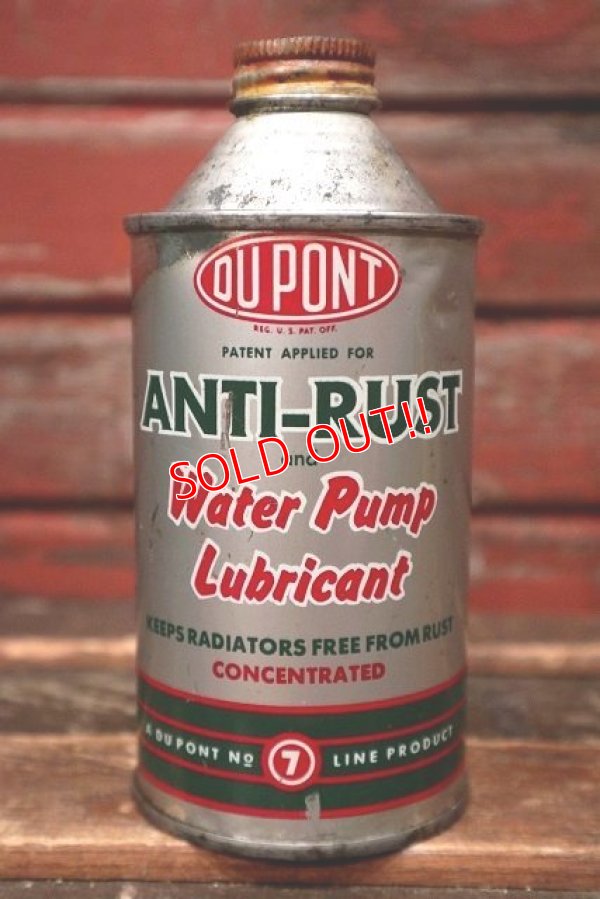 DU PONT
REG. U. S. PAT. OFF.
PATENT APPLIED FOR
ANTI-RUST
and
SOLD OUT!!
Water Pump
Lubricant
KEEPS RADIATORS FREE FROM RUST
CONCENTRATED
A DU PONT No 7 LINE PRODUCT